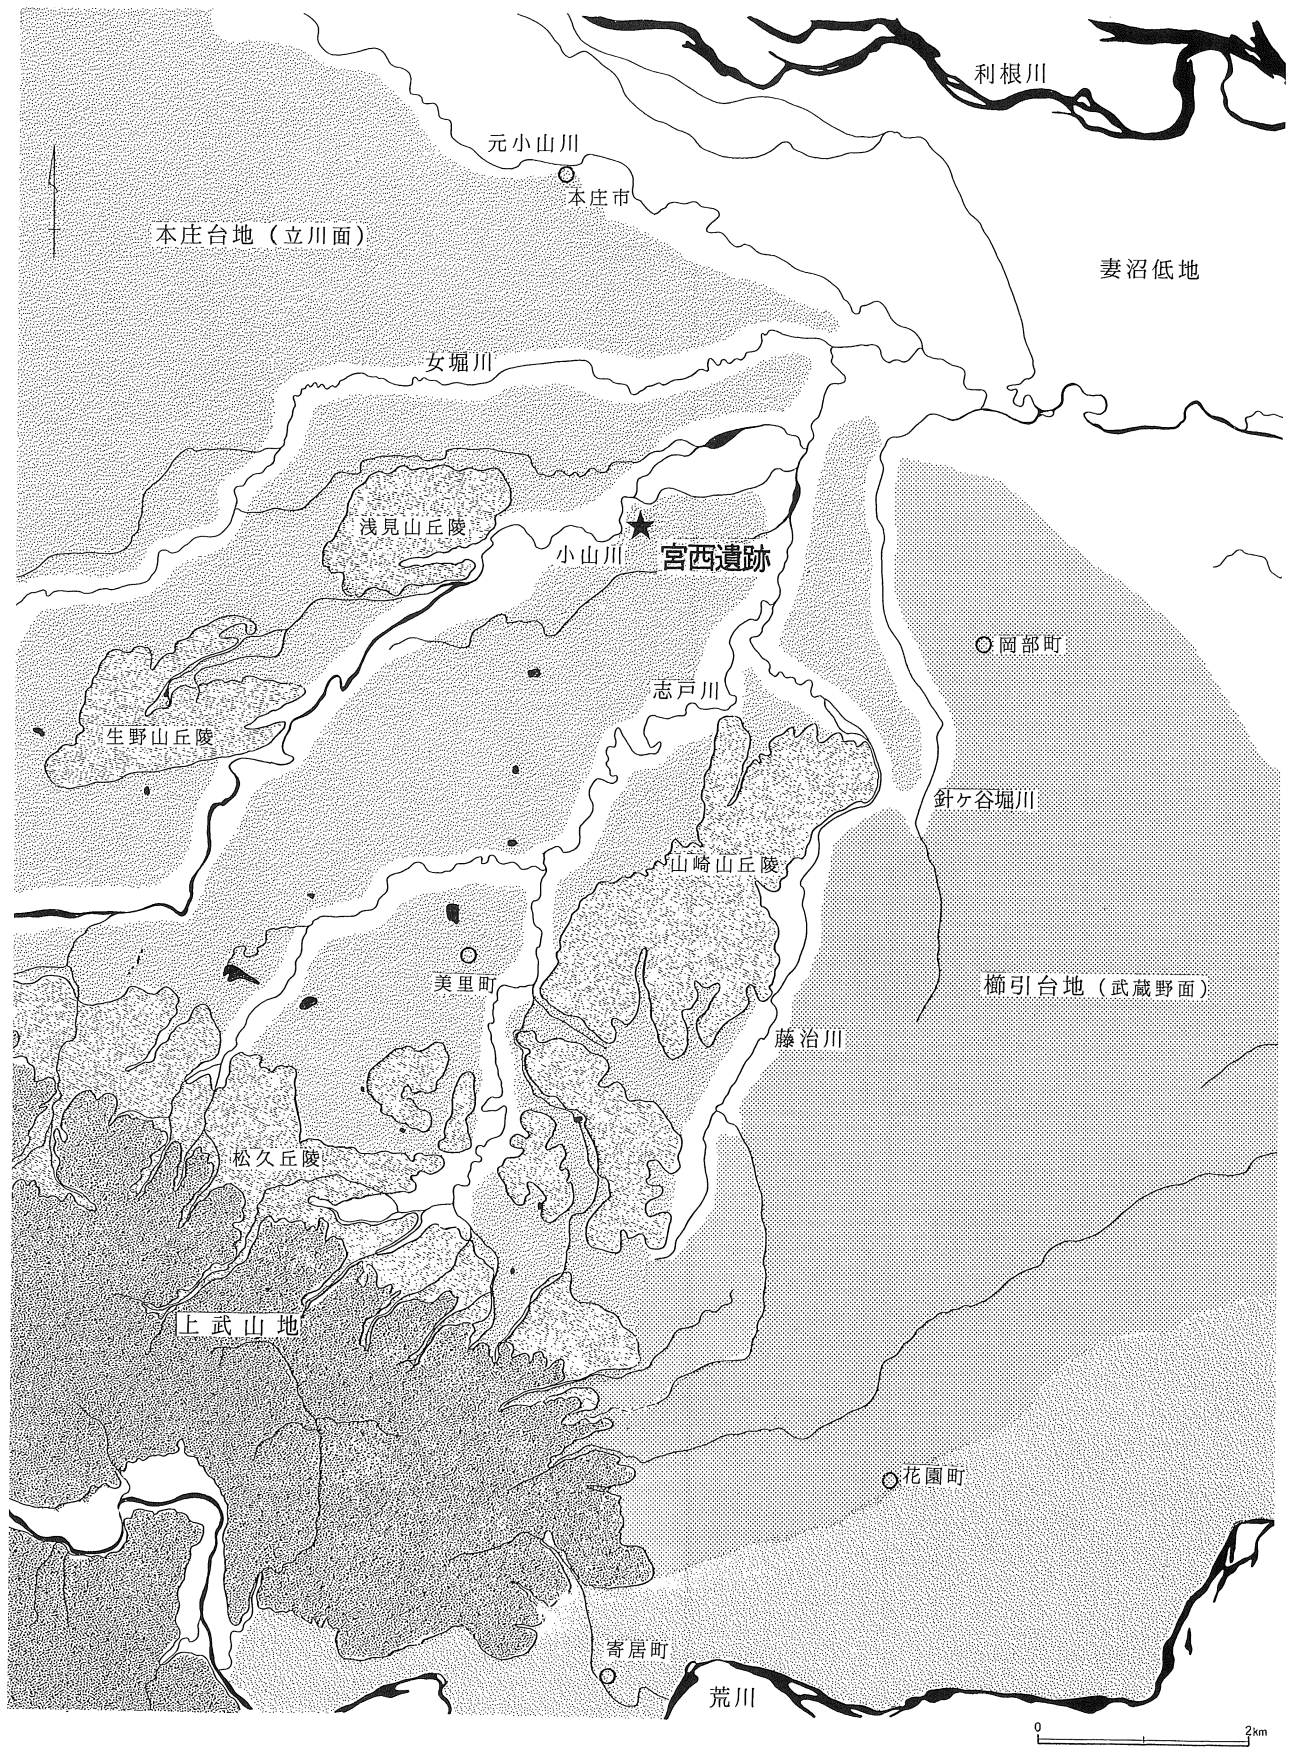 利根川
元小山川
本庄市
本庄台地（立川面）
妻沼低地
女堀川
浅見山丘陵
小山川
宮西遺跡
岡部町
志戸川
生野山丘陵
針ヶ谷堀川
山崎山丘陵
美里町
櫛引台地（武蔵野面）
藤治川
松久丘陵
上武山地
花園町
寄居町
荒川
0 2km